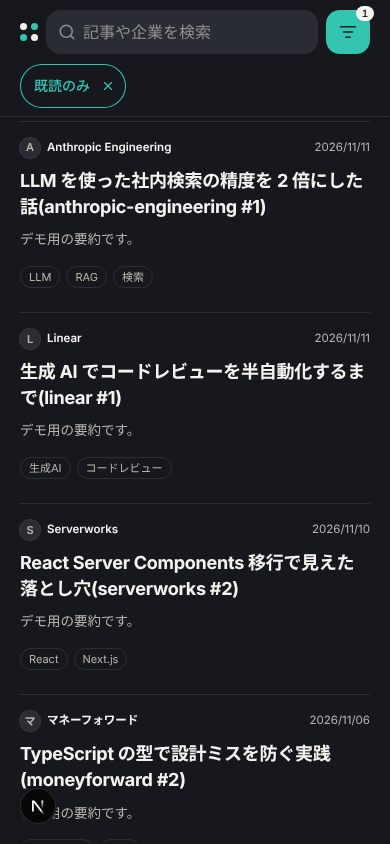 記事や企業を検索
1
既読のみ ×
A Anthropic Engineering 2026/11/11
LLM を使った社内検索の精度を 2 倍にした
話(anthropic-engineering #1)
デモ用の要約です。
LLM RAG 検索
L Linear 2026/11/11
生成 AI でコードレビューを半自動化するま
で(linear #1)
デモ用の要約です。
生成AI コードレビュー
S Serverworks 2026/11/10
React Server Components 移行で見えた
落とし穴(serverworks #2)
デモ用の要約です。
React Next.js
マ マネーフォワード 2026/11/06
TypeScript の型で設計ミスを防ぐ実践
(moneyforward #2)
N 用の要約です。